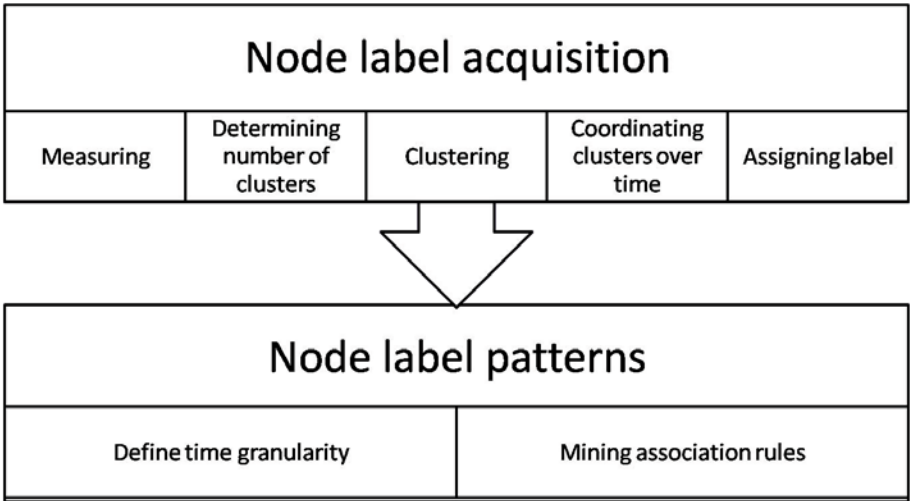 Node label acquisition
Measuring
Determining
number of
clusters
Clustering
Coordinating
clusters over
time
Assigning label
Node label patterns
Define time granularity
Mining association rules